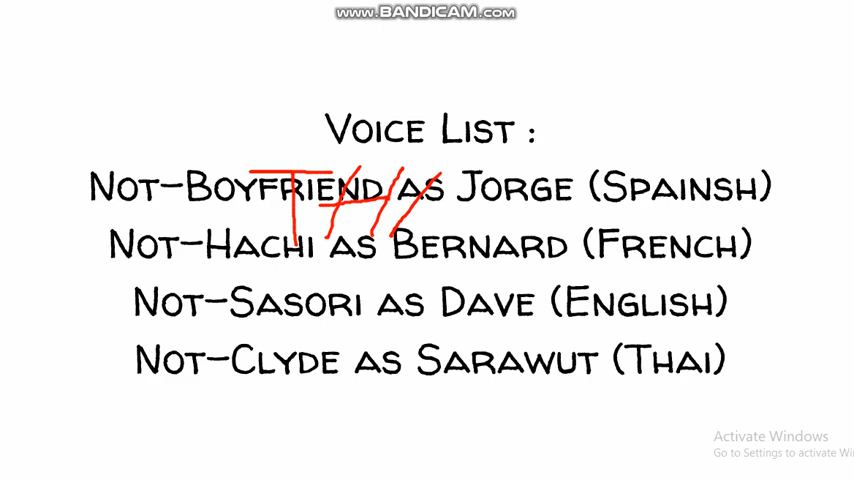 www.BANDICAM.com
Voice List :
Not-Boyfriend as Jorge (Spainsh)
THI
Not-Hachi as Bernard (French)
Not-Sasori as Dave (English)
Not-Clyde as Sarawut (Thai)
Activate Windows
Go to Settings to activate Wi